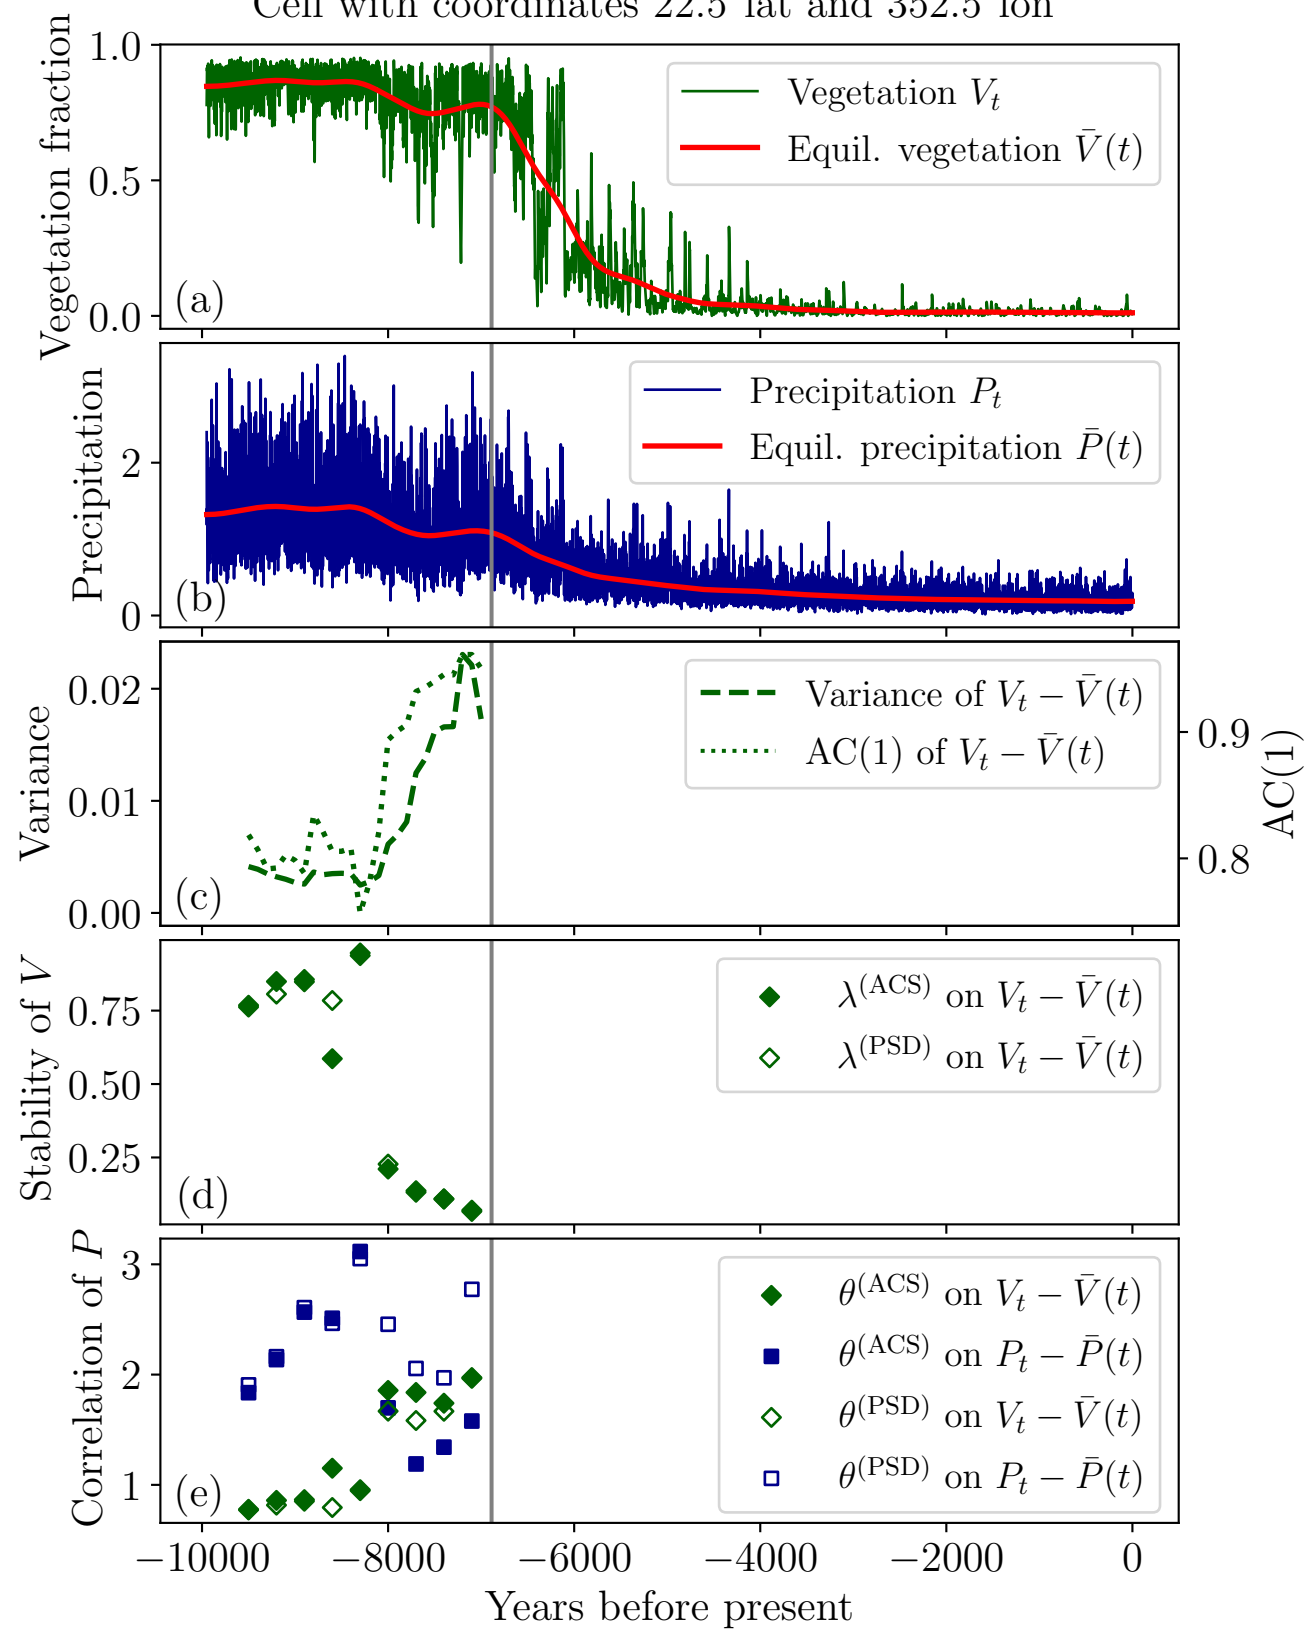 Cell with coordinates 22.5 lat and 352.5 lon
Vegetation fraction
1.0
0.5
0.0
(a)
Vegetation V_t
Equil. vegetation V̄(t)
Precipitation
2
0
(b)
Precipitation P_t
Equil. precipitation P̄(t)
Variance
0.02
0.01
0.00
(c)
Variance of V_t − V̄(t)
AC(1) of V_t − V̄(t)
0.9
0.8
AC(1)
Stability of V
0.75
0.50
0.25
(d)
λ^(ACS) on V_t − V̄(t)
λ^(PSD) on V_t − V̄(t)
Correlation of P
3
2
1
(e)
θ^(ACS) on V_t − V̄(t)
θ^(ACS) on P_t − P̄(t)
θ^(PSD) on V_t − V̄(t)
θ^(PSD) on P_t − P̄(t)
−10000 −8000 −6000 −4000 −2000 0
Years before present